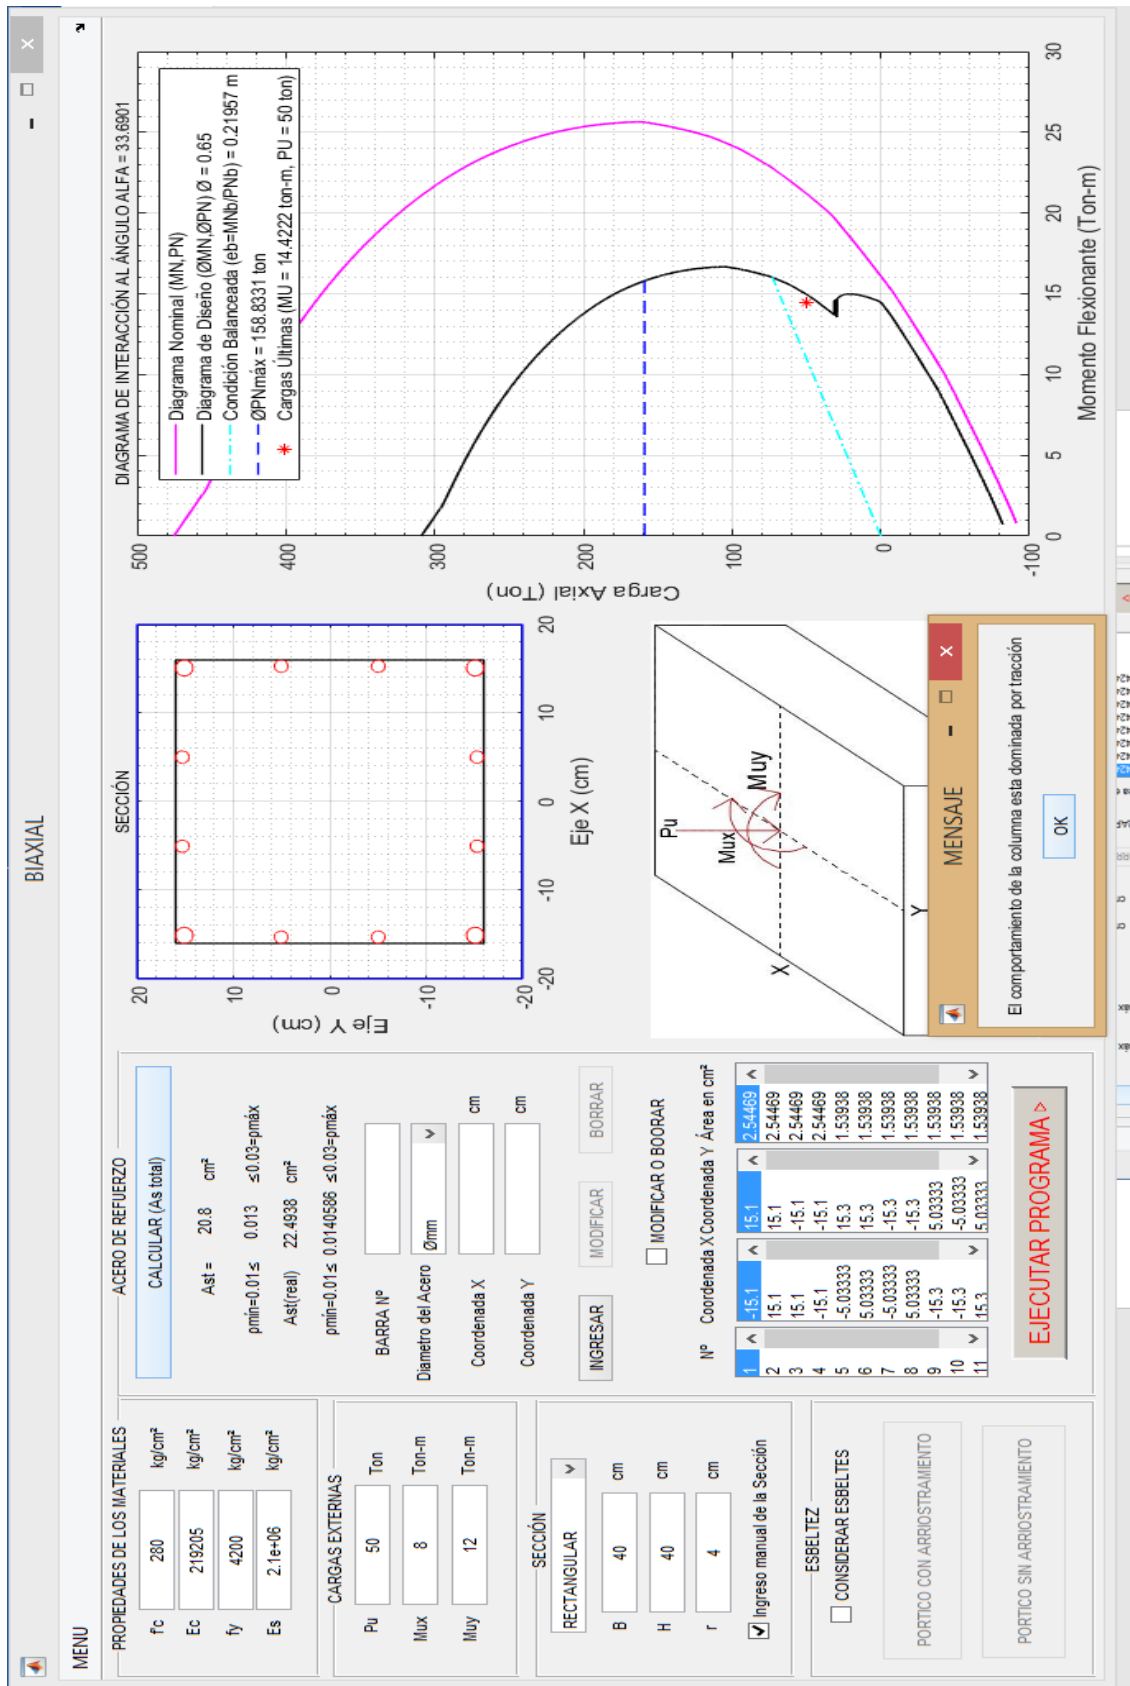 BIAXIAL
MENU
PROPIEDADES DE LOS MATERIALES
f'c 280 kg/cm²
Ec 219205 kg/cm²
fy 4200 kg/cm²
Es 2.1e+06 kg/cm²
CARGAS EXTERNAS
Pu 50 Ton
Mux 8 Ton-m
Muy 12 Ton-m
SECCIÓN
RECTANGULAR
B 40 cm
H 40 cm
r 4 cm
Ingreso manual de la Sección
ESBELTEZ
CONSIDERAR ESBELTES
PORTICO CON ARRIOSTRAMIENTO
PORTICO SIN ARRIOSTRAMIENTO
ACERO DE REFUERZO
CALCULAR (As total)
Ast = 20.8 cm²
ρmín=0.01≤ 0.013 ≤0.03=ρmáx
Ast(real) 22.4938 cm²
ρmín=0.01≤ 0.0140586 ≤0.03=ρmáx
BARRA Nº
Diametro del Acero Ømm
Coordenada X cm
Coordenada Y cm
INGRESAR MODIFICAR BORRAR
MODIFICAR O BOORAR
Nº Coordenada X Coordenada Y Área en cm²
1 -15.1 15.1 2.54469
2 15.1 15.1 2.54469
3 15.1 -15.1 2.54469
4 -15.1 -15.1 2.54469
5 -5.03333 15.3 1.53938
6 5.03333 15.3 1.53938
7 -5.03333 -15.3 1.53938
8 5.03333 -15.3 1.53938
9 -15.3 5.03333 1.53938
10 -15.3 -5.03333 1.53938
11 15.3 5.03333 1.53938
EJECUTAR PROGRAMA >
SECCIÓN
20
10
0
-10
-20
Eje Y (cm)
-20 -10 0 10 20
Eje X (cm)
Pu
Mux
Muy
X
Y
MENSAJE
El comportamiento de la columna esta dominada por tracción
OK
DIAGRAMA DE INTERACCIÓN AL ÁNGULO ALFA = 33.6901
Diagrama Nominal (MN,PN)
Diagrama de Diseño (ØMN,ØPN) Ø = 0.65
Condición Balanceada (eb=MNb/PNb) = 0.21957 m
ØPNmáx = 158.8331 ton
Cargas Últimas (MU = 14.4222 ton-m, PU = 50 ton)
500
400
300
200
100
0
-100
Carga Axial (Ton)
0 5 10 15 20 25 30
Momento Flexionante (Ton-m)